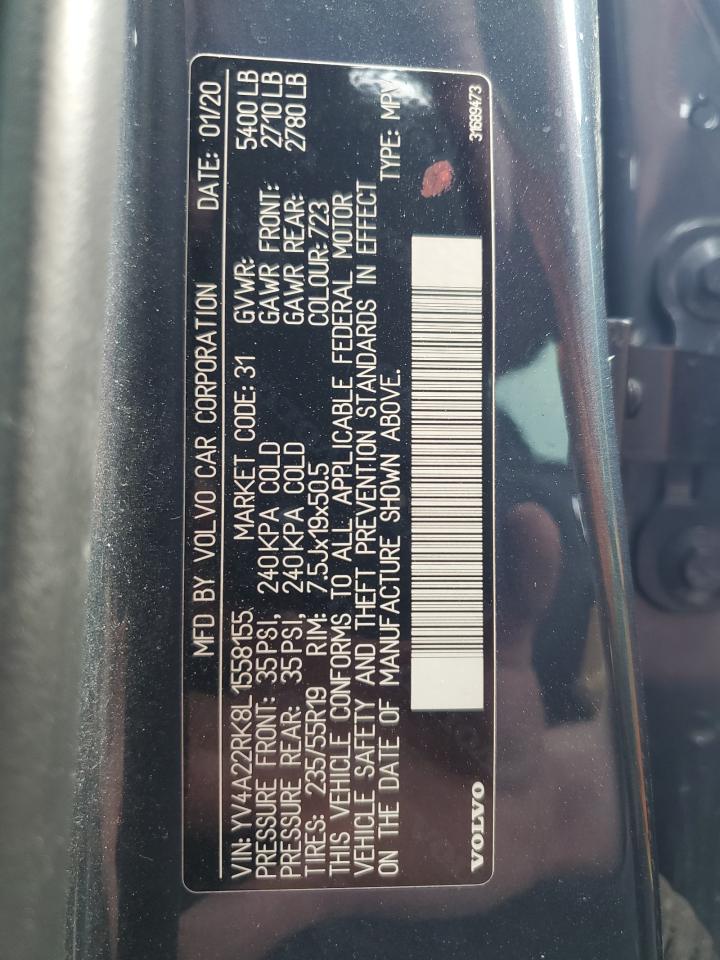 MFD BY VOLVO CAR CORPORATION DATE: 01/20
VIN: YV4A22RK8L1558155 MARKET CODE: 31 GVWR: 5400 LB
PRESSURE FRONT: 35 PSI, 240 KPA COLD GAWR FRONT: 2710 LB
PRESSURE REAR: 35 PSI, 240 KPA COLD GAWR REAR: 2780 LB
TIRES: 235/55R19 RIM: 7.5Jx19x50.5 COLOUR: 723
THIS VEHICLE CONFORMS TO ALL APPLICABLE FEDERAL MOTOR
VEHICLE SAFETY AND THEFT PREVENTION STANDARDS IN EFFECT
ON THE DATE OF MANUFACTURE SHOWN ABOVE. TYPE: MPV
VOLVO 31689473